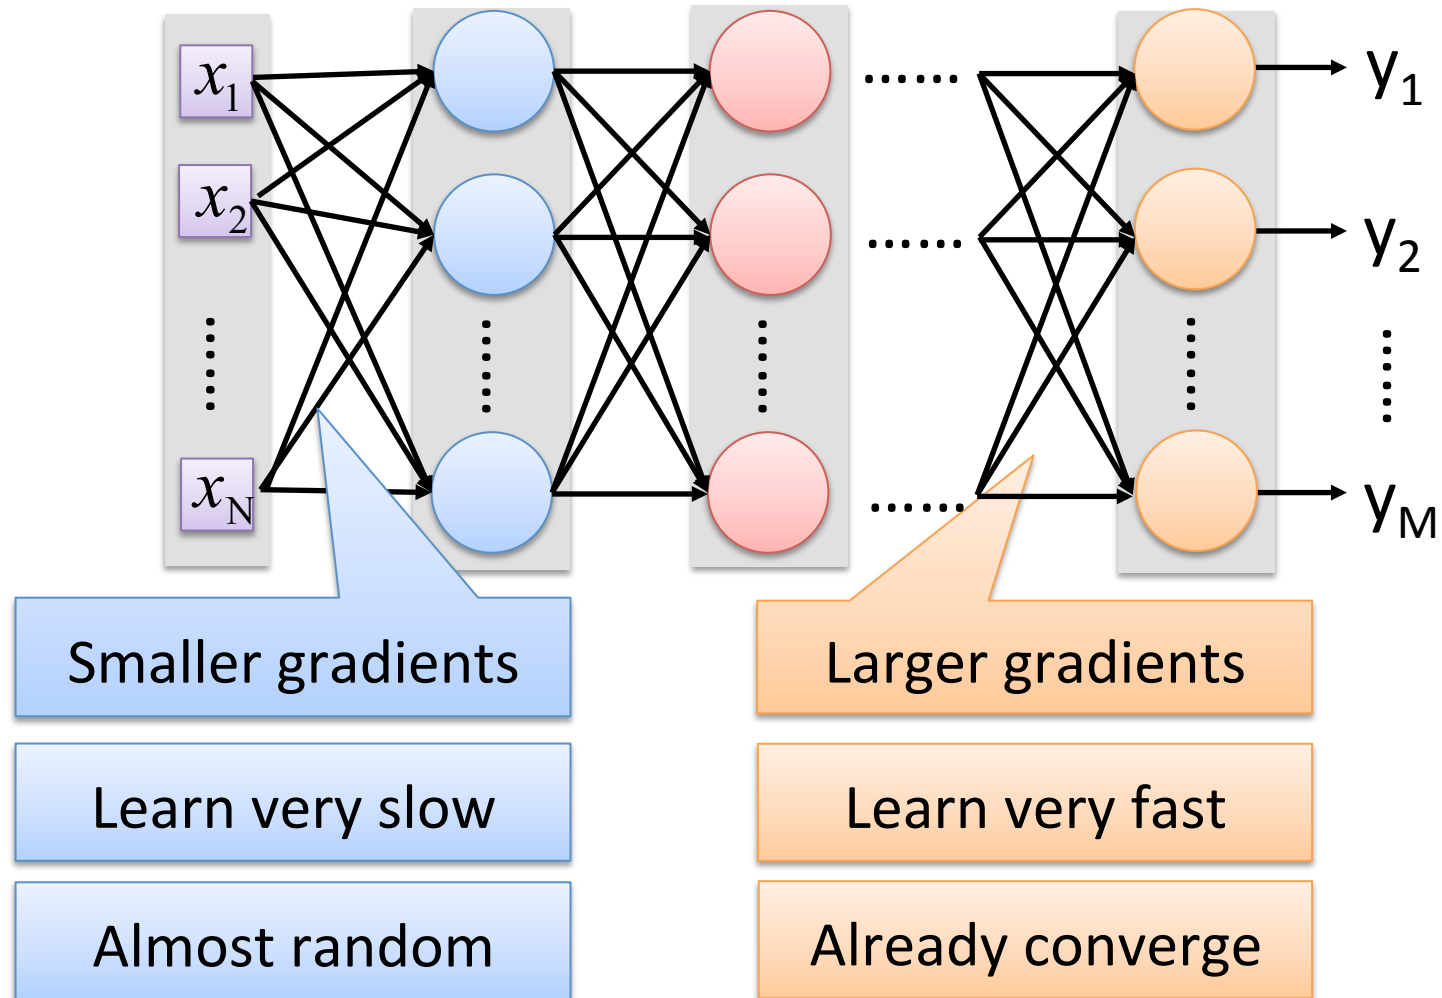 x1
y1
x2
y2
xN
yM
Smaller gradients
Larger gradients
Learn very slow
Learn very fast
Almost random
Already converge